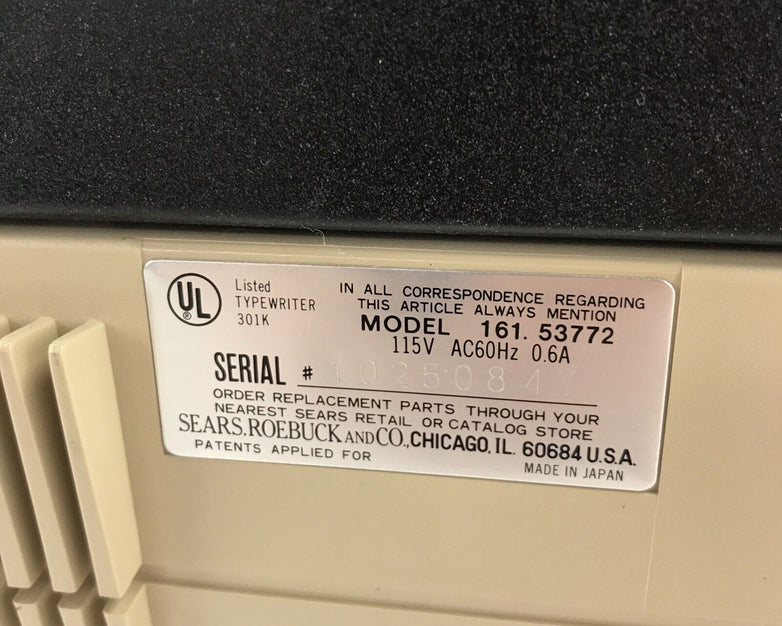 UL
®
Listed
TYPEWRITER
301K
IN ALL CORRESPONDENCE REGARDING
THIS ARTICLE ALWAYS MENTION
MODEL 161. 53772
115V AC60Hz 0.6A
SERIAL # 10250847
ORDER REPLACEMENT PARTS THROUGH YOUR
NEAREST SEARS RETAIL OR CATALOG STORE
SEARS, ROEBUCK AND CO., CHICAGO, IL. 60684 U.S.A.
PATENTS APPLIED FOR
MADE IN JAPAN